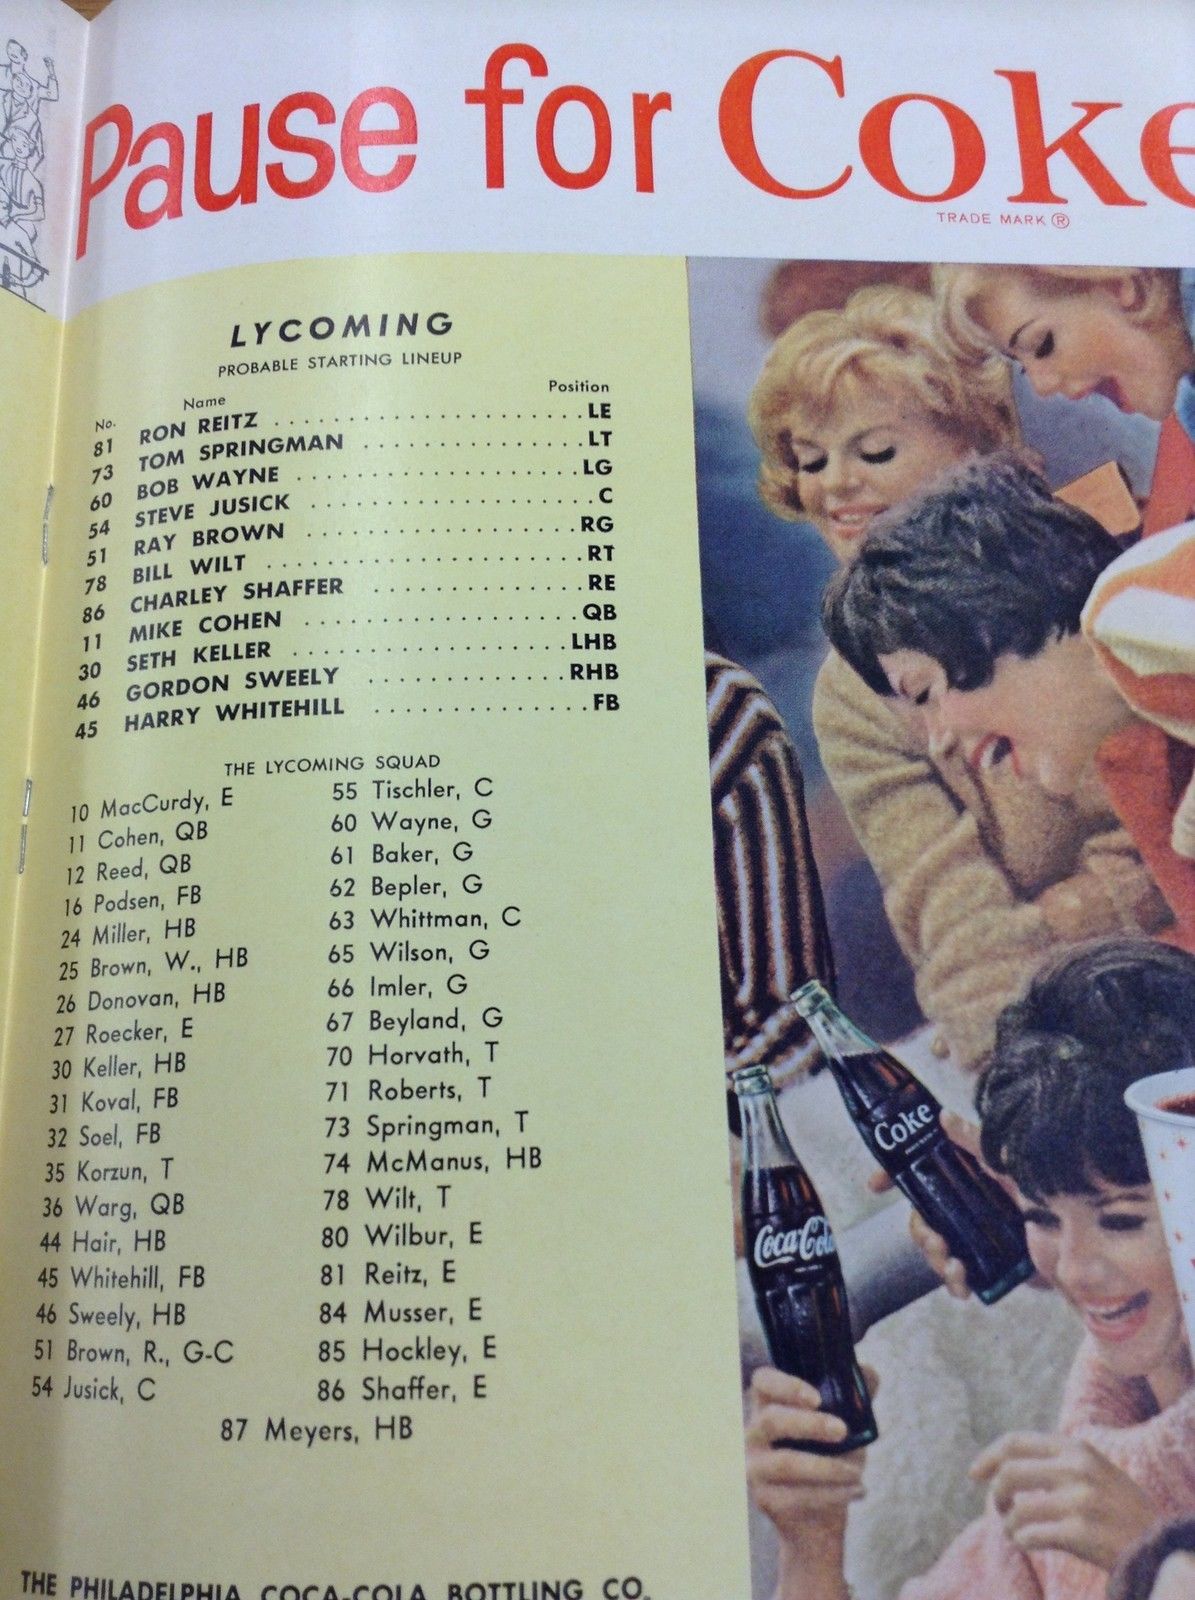 Pause for Coke
TRADE MARK ®
LYCOMING
PROBABLE STARTING LINEUP
No. Name Position
81 RON REITZ LE
73 TOM SPRINGMAN LT
60 BOB WAYNE LG
54 STEVE JUSICK C
51 RAY BROWN RG
78 BILL WILT RT
86 CHARLEY SHAFFER RE
11 MIKE COHEN QB
30 SETH KELLER LHB
46 GORDON SWEELY RHB
45 HARRY WHITEHILL FB
THE LYCOMING SQUAD
10 MacCurdy, E
11 Cohen, QB
12 Reed, QB
16 Podsen, FB
24 Miller, HB
25 Brown, W., HB
26 Donovan, HB
27 Roecker, E
30 Keller, HB
31 Koval, FB
32 Soel, FB
35 Korzun, T
36 Warg, QB
44 Hair, HB
45 Whitehill, FB
46 Sweely, HB
51 Brown, R., G-C
54 Jusick, C
55 Tischler, C
60 Wayne, G
61 Baker, G
62 Bepler, G
63 Whittman, C
65 Wilson, G
66 Imler, G
67 Beyland, G
70 Horvath, T
71 Roberts, T
73 Springman, T
74 McManus, HB
78 Wilt, T
80 Wilbur, E
81 Reitz, E
84 Musser, E
85 Hockley, E
86 Shaffer, E
87 Meyers, HB
Coke
Coca-Cola
THE PHILADELPHIA COCA-COLA BOTTLING CO.